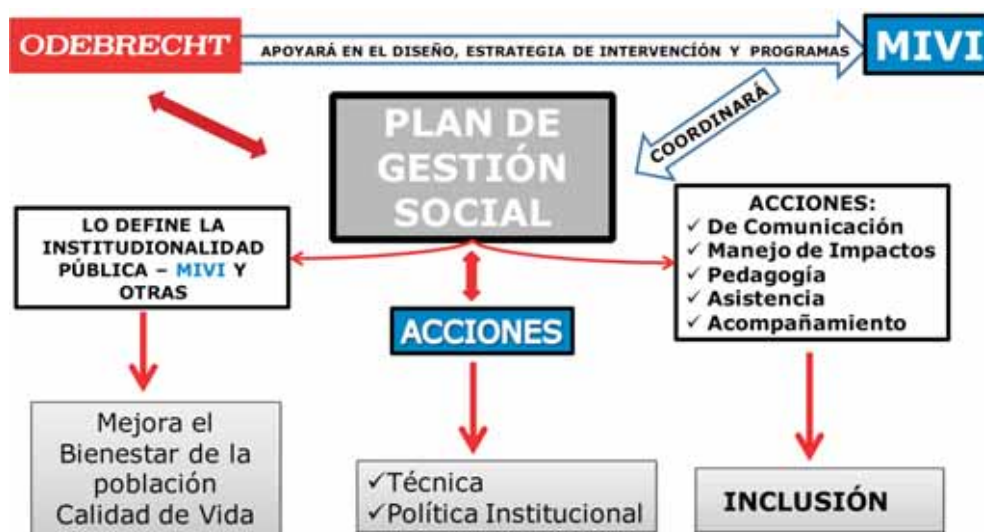 ODEBRECHT
APOYARÁ EN EL DISEÑO, ESTRATEGIA DE INTERVENCÍÓN Y PROGRAMAS
MIVI
COORDINARÁ
PLAN DE
GESTIÓN
SOCIAL
LO DEFINE LA
INSTITUDIONALIDAD
PÚBLICA – MIVI Y
OTRAS
ACCIONES:
✓ De Comunicación
✓ Manejo de Impactos
✓ Pedagogía
✓ Asistencia
✓ Acompañamiento
ACCIONES
Mejora el
Bienestar de la
población
Calidad de Vida
✓Técnica
✓Política Institucional
INCLUSIÓN